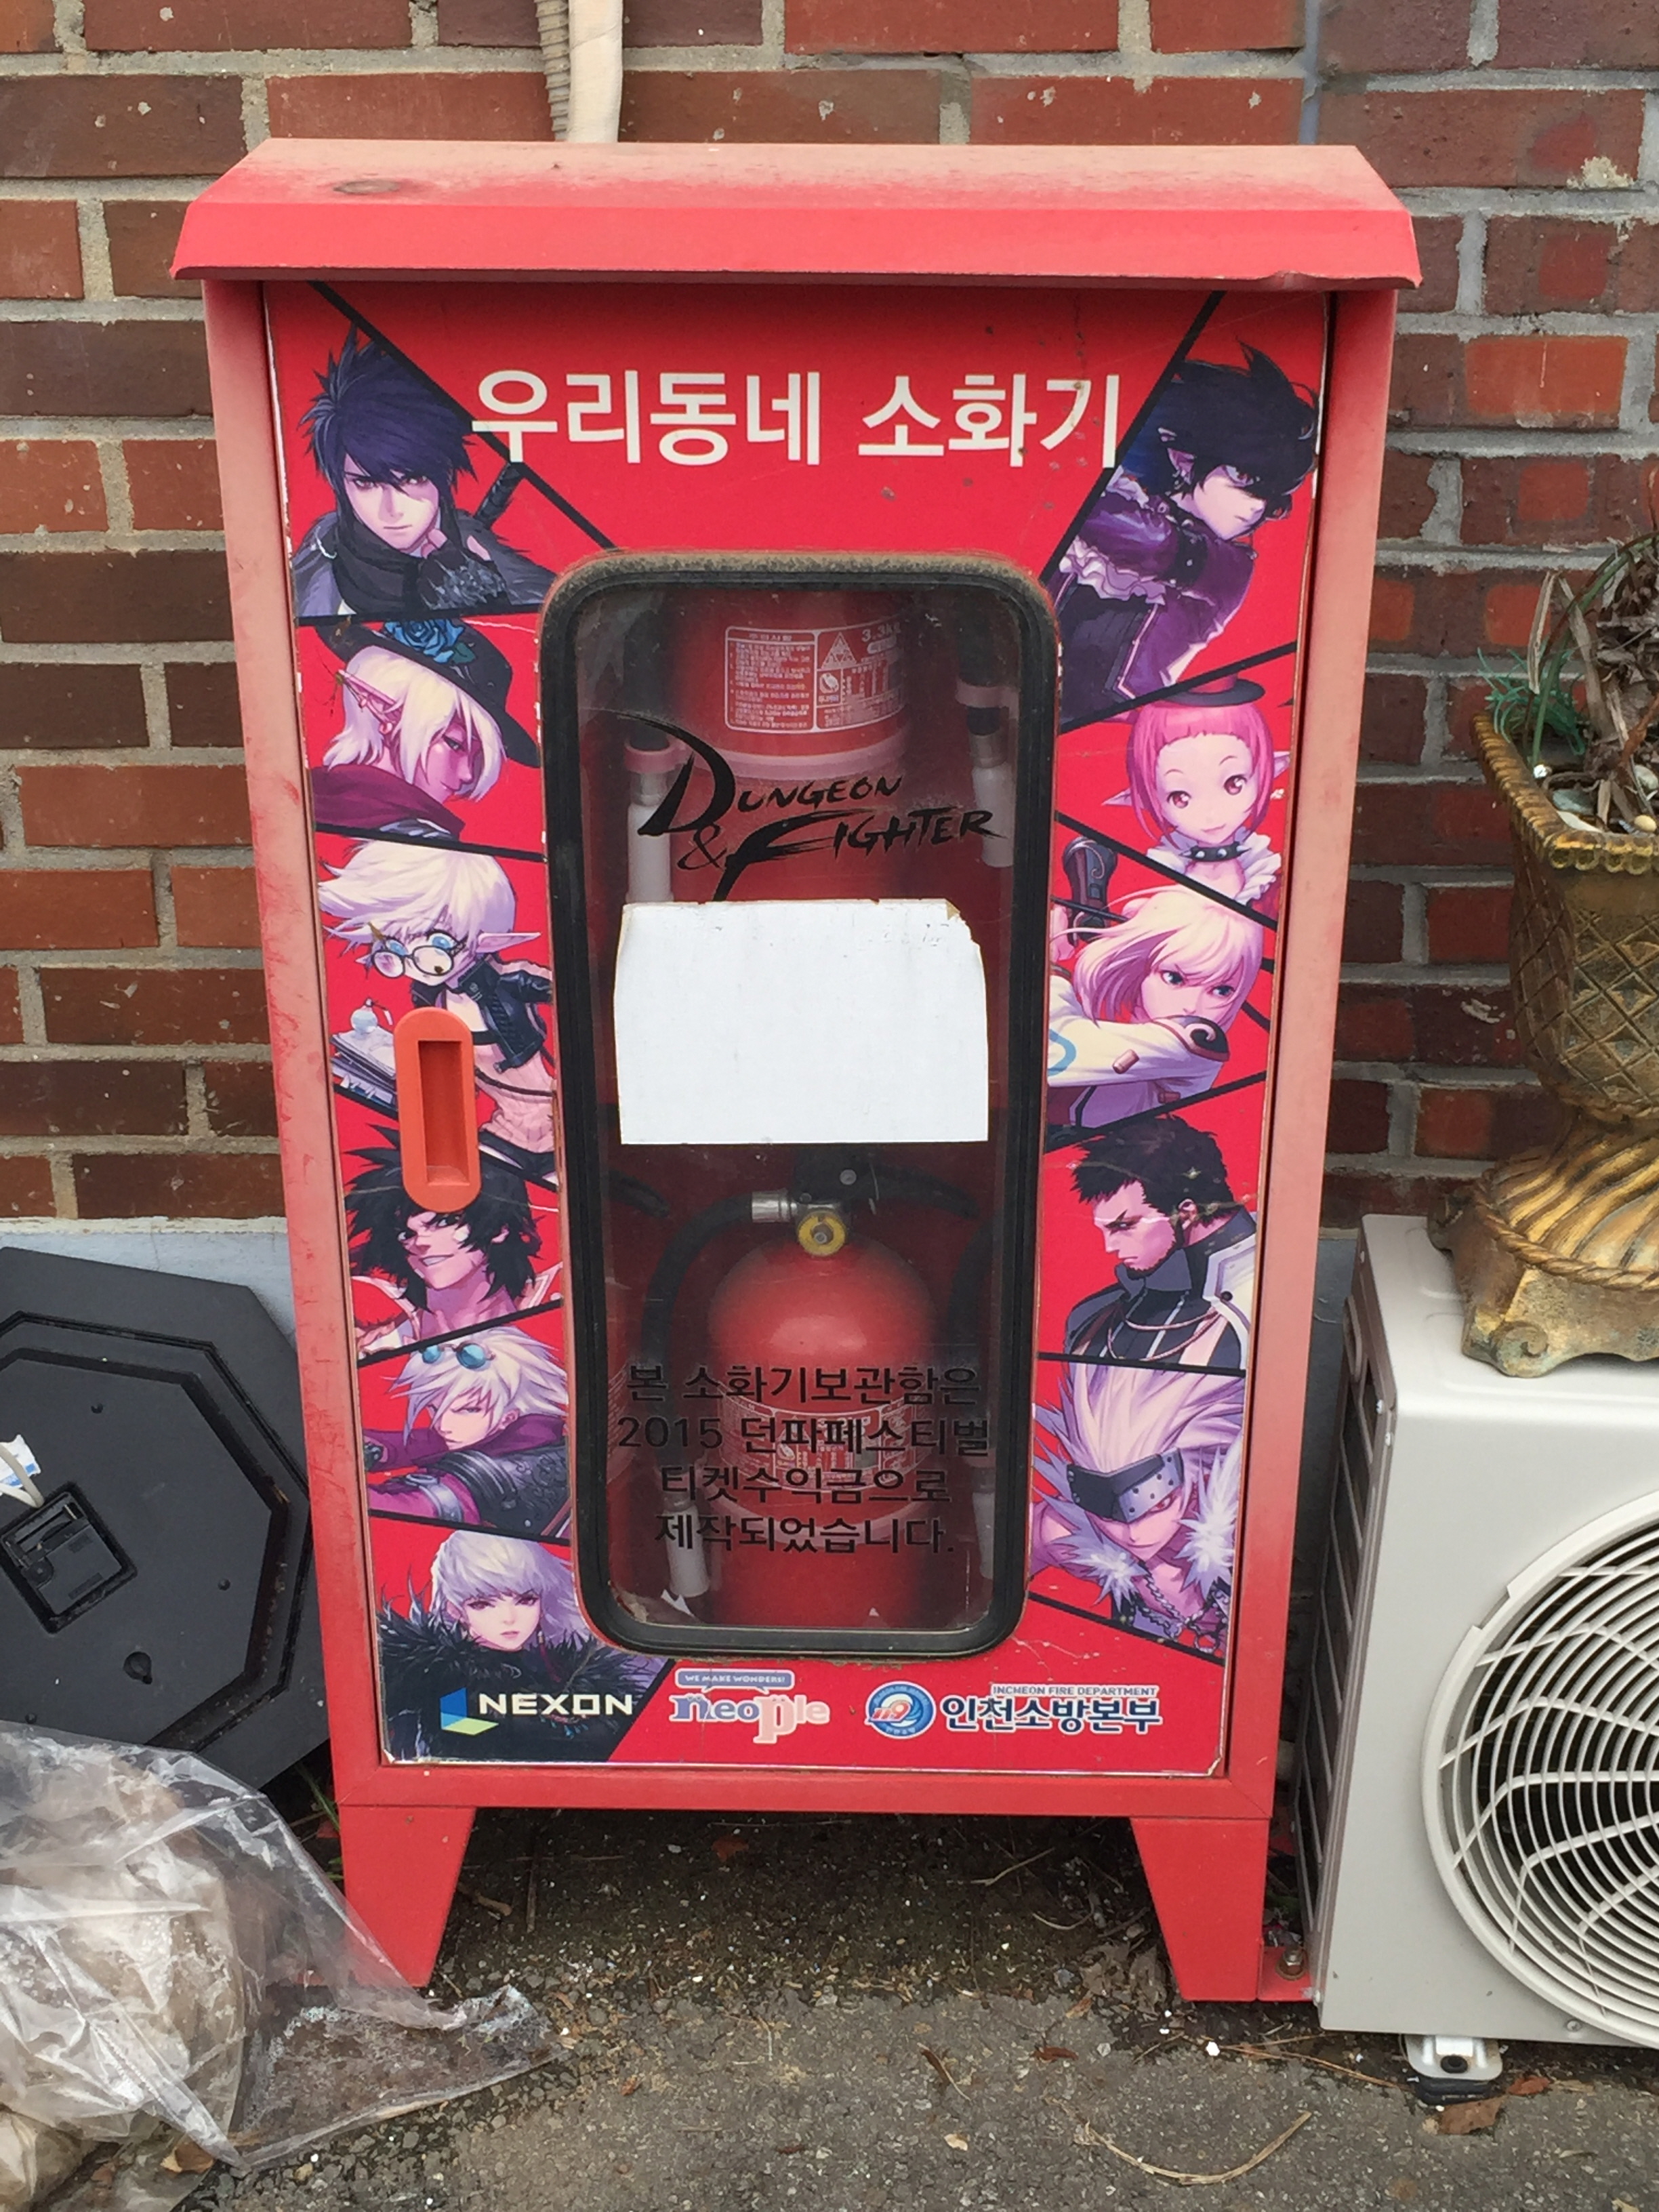 우리동네 소화기
3.3kg
DUNGEON
& FIGHTER
본 소화기보관함은
2015 던파페스티벌
티켓수익금으로
제작되었습니다.
NEXON
WE MAKE WONDERS!
neople
119
INCHEON FIRE DEPARTMENT
인천소방본부